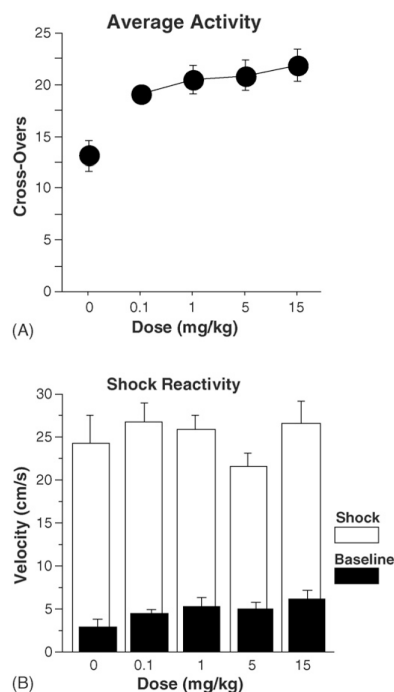 Average Activity
25
20
15
10
5
0
Cross-Overs
0 0.1 1 5 15
Dose (mg/kg)
(A)
Shock Reactivity
30
25
20
15
10
5
0
Velocity (cm/s)
Shock
Baseline
0 0.1 1 5 15
Dose (mg/kg)
(B)